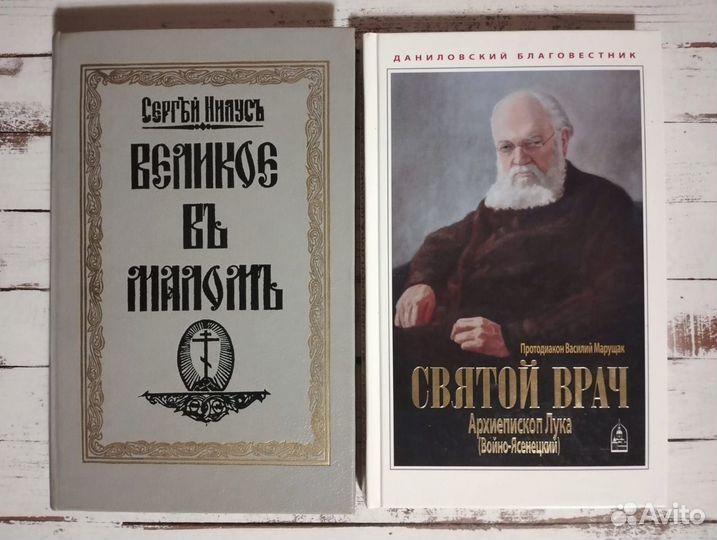 Сергѣй Нилусъ
Великое
въ
маломъ
ДАНИЛОВСКИЙ БЛАГОВЕСТНИК
Протодиакон Василий Марущак
СВЯТОЙ ВРАЧ
Архиепископ Лука
(Войно-Ясенецкий)
Avito